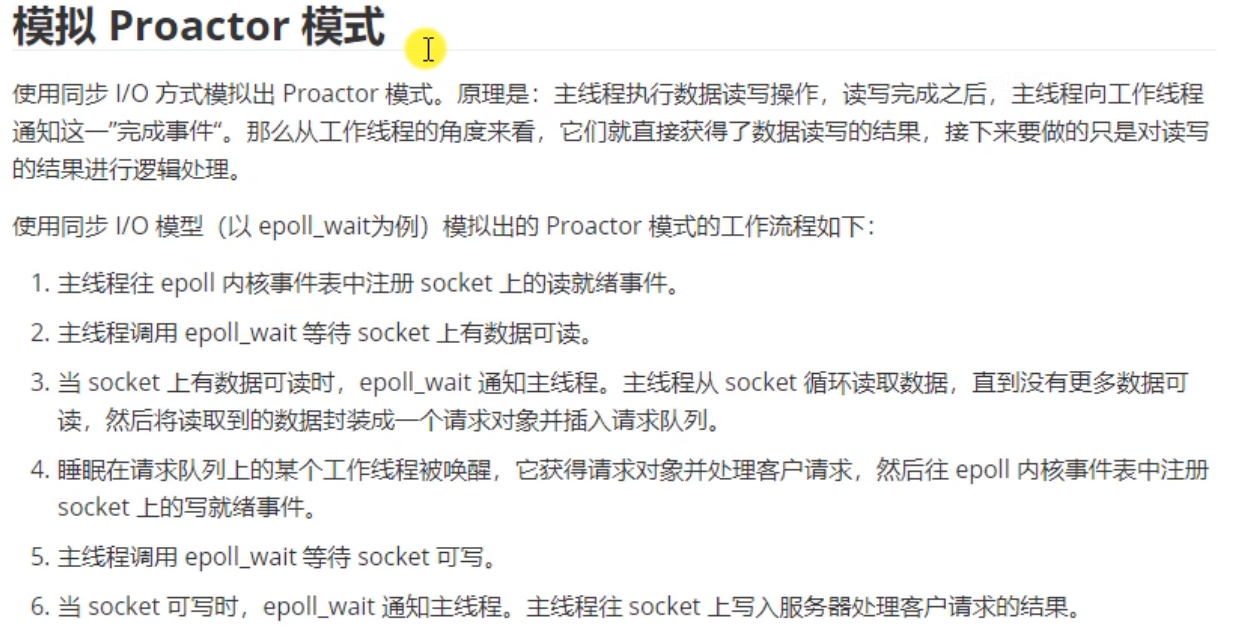 模拟 Proactor 模式
使用同步 I/O 方式模拟出 Proactor 模式。原理是：主线程执行数据读写操作，读写完成之后，主线程向工作线程
通知这一”完成事件“。那么从工作线程的角度来看，它们就直接获得了数据读写的结果，接下来要做的只是对读写
的结果进行逻辑处理。
使用同步 I/O 模型（以 epoll_wait为例）模拟出的 Proactor 模式的工作流程如下：
1. 主线程往 epoll 内核事件表中注册 socket 上的读就绪事件。
2. 主线程调用 epoll_wait 等待 socket 上有数据可读。
3. 当 socket 上有数据可读时，epoll_wait 通知主线程。主线程从 socket 循环读取数据，直到没有更多数据可
读，然后将读取到的数据封装成一个请求对象并插入请求队列。
4. 睡眠在请求队列上的某个工作线程被唤醒，它获得请求对象并处理客户请求，然后往 epoll 内核事件表中注册
socket 上的写就绪事件。
5. 主线程调用 epoll_wait 等待 socket 可写。
6. 当 socket 可写时，epoll_wait 通知主线程。主线程往 socket 上写入服务器处理客户请求的结果。